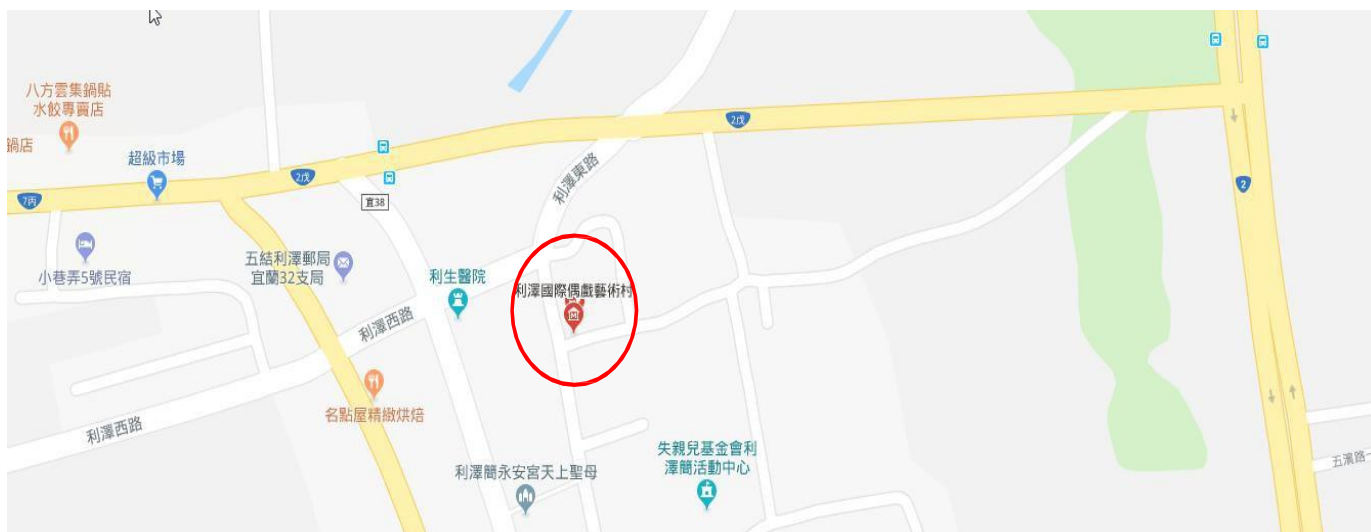 八方雲集鍋貼
水餃專賣店
鍋店
超級市場
7丙
2戊
2戊
2
宜38
利澤東路
小巷弄5號民宿
五結利澤郵局
宜蘭32支局
利生醫院
利澤國際偶戲藝術村
利澤西路
名點屋精緻烘焙
利澤西路
利澤簡永安宮天上聖母
失親兒基金會利
澤簡活動中心
五濱路一